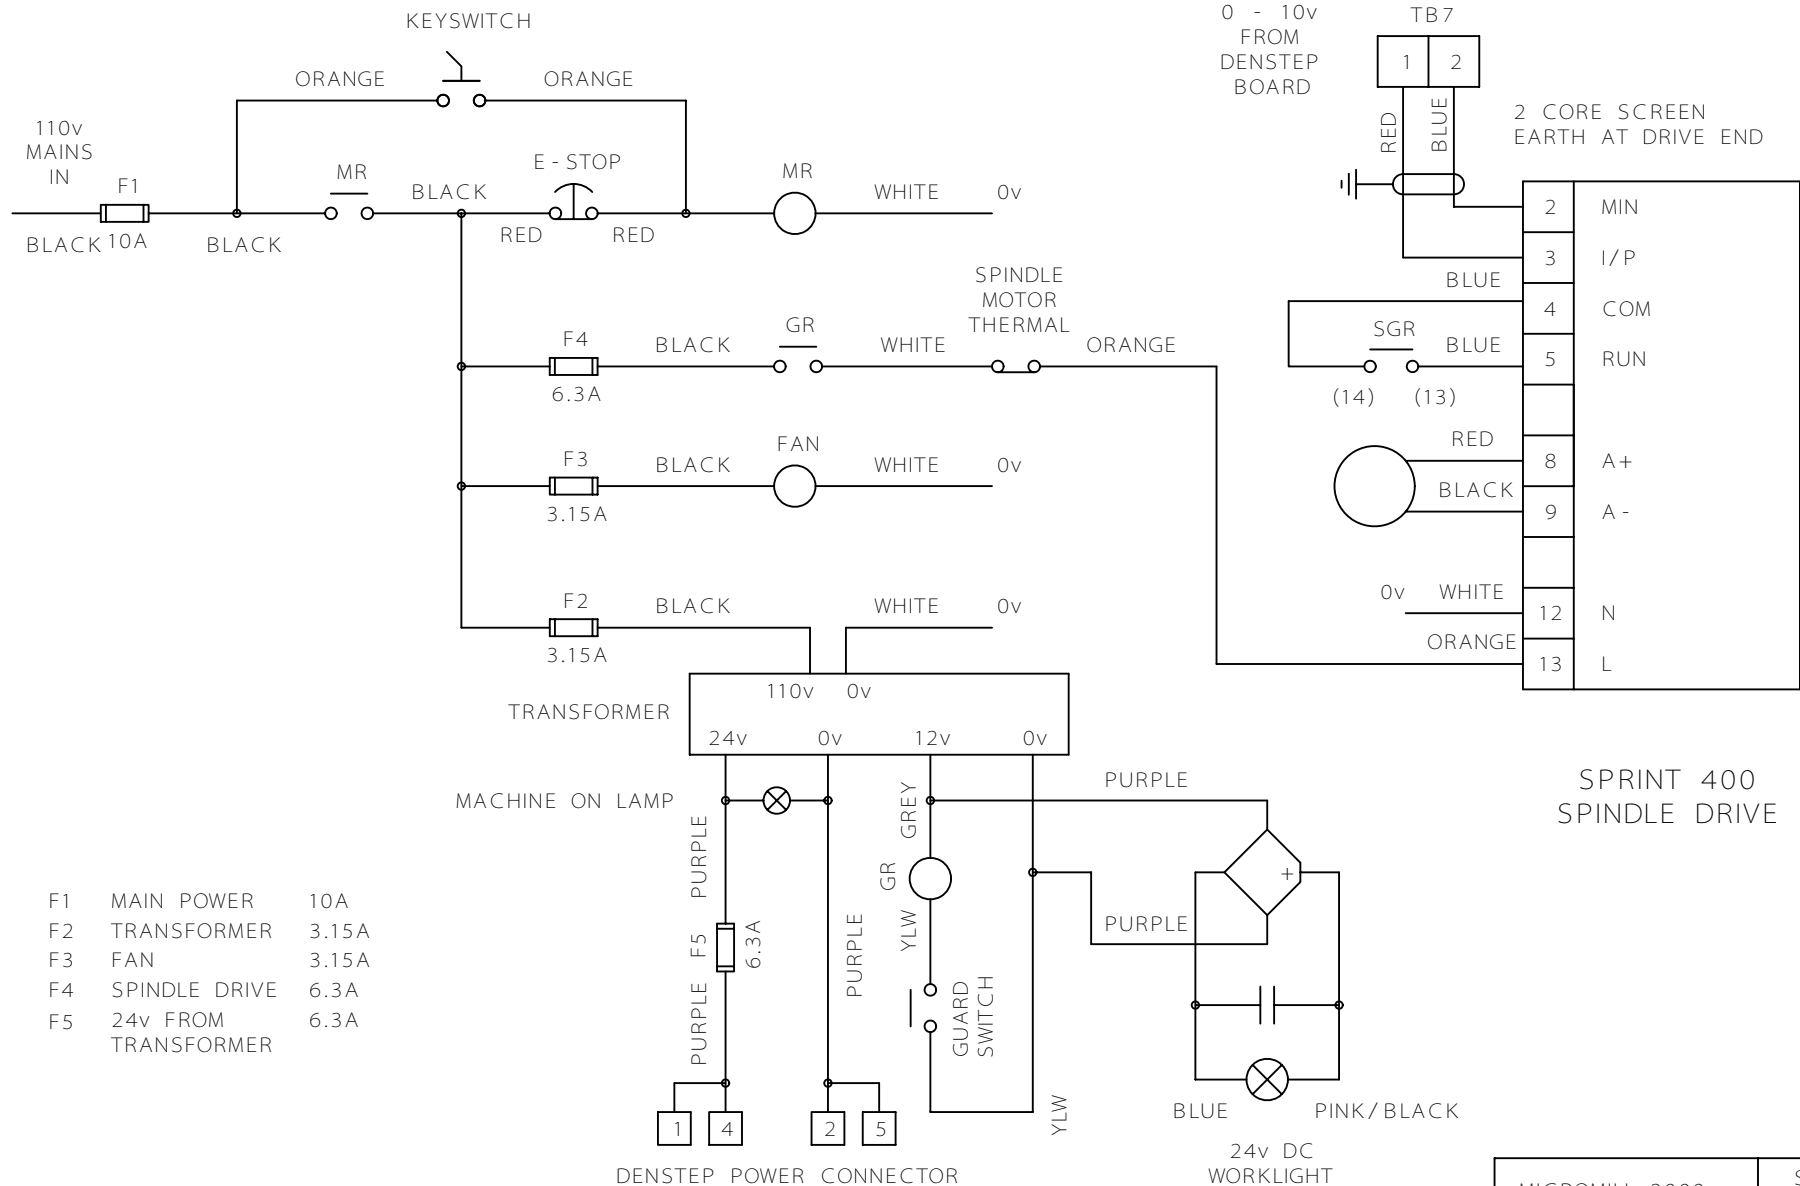 KEYSWITCH
ORANGE
ORANGE
110v
MAINS
IN
F1
10A
BLACK
BLACK
MR
BLACK
E-STOP
RED
RED
MR
WHITE
0v
0 - 10v
FROM
DENSTEP
BOARD
TB7
1
2
RED
BLUE
2 CORE SCREEN
EARTH AT DRIVE END
2
MIN
3
I/P
4
COM
5
RUN
8
A+
9
A-
12
N
13
L
BLUE
SGR
BLUE
(14)
(13)
RED
BLACK
0v
WHITE
ORANGE
SPRINT 400
SPINDLE DRIVE
F4
6.3A
BLACK
GR
WHITE
SPINDLE
MOTOR
THERMAL
ORANGE
F3
3.15A
BLACK
FAN
WHITE
0v
F2
3.15A
BLACK
WHITE
0v
110v
0v
TRANSFORMER
24v
0v
12v
0v
MACHINE ON LAMP
PURPLE
F5
6.3A
PURPLE
PURPLE
GREY
GR
YLW
GUARD
SWITCH
YLW
PURPLE
PURPLE
+
BLUE
PINK/BLACK
24v DC
WORKLIGHT
1
4
2
5
DENSTEP POWER CONNECTOR
F1 MAIN POWER 10A
F2 TRANSFORMER 3.15A
F3 FAN 3.15A
F4 SPINDLE DRIVE 6.3A
F5 24v FROM 6.3A
TRANSFORMER